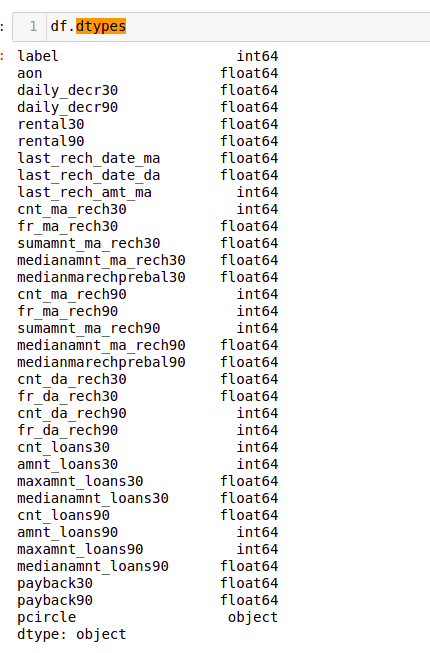 : 1 df.dtypes
: label int64
aon float64
daily_decr30 float64
daily_decr90 float64
rental30 float64
rental90 float64
last_rech_date_ma float64
last_rech_date_da float64
last_rech_amt_ma int64
cnt_ma_rech30 int64
fr_ma_rech30 float64
sumamnt_ma_rech30 float64
medianamnt_ma_rech30 float64
medianmarechprebal30 float64
cnt_ma_rech90 int64
fr_ma_rech90 int64
sumamnt_ma_rech90 int64
medianamnt_ma_rech90 float64
medianmarechprebal90 float64
cnt_da_rech30 float64
fr_da_rech30 float64
cnt_da_rech90 int64
fr_da_rech90 int64
cnt_loans30 int64
amnt_loans30 int64
maxamnt_loans30 float64
medianamnt_loans30 float64
cnt_loans90 float64
amnt_loans90 int64
maxamnt_loans90 int64
medianamnt_loans90 float64
payback30 float64
payback90 float64
pcircle object
dtype: object